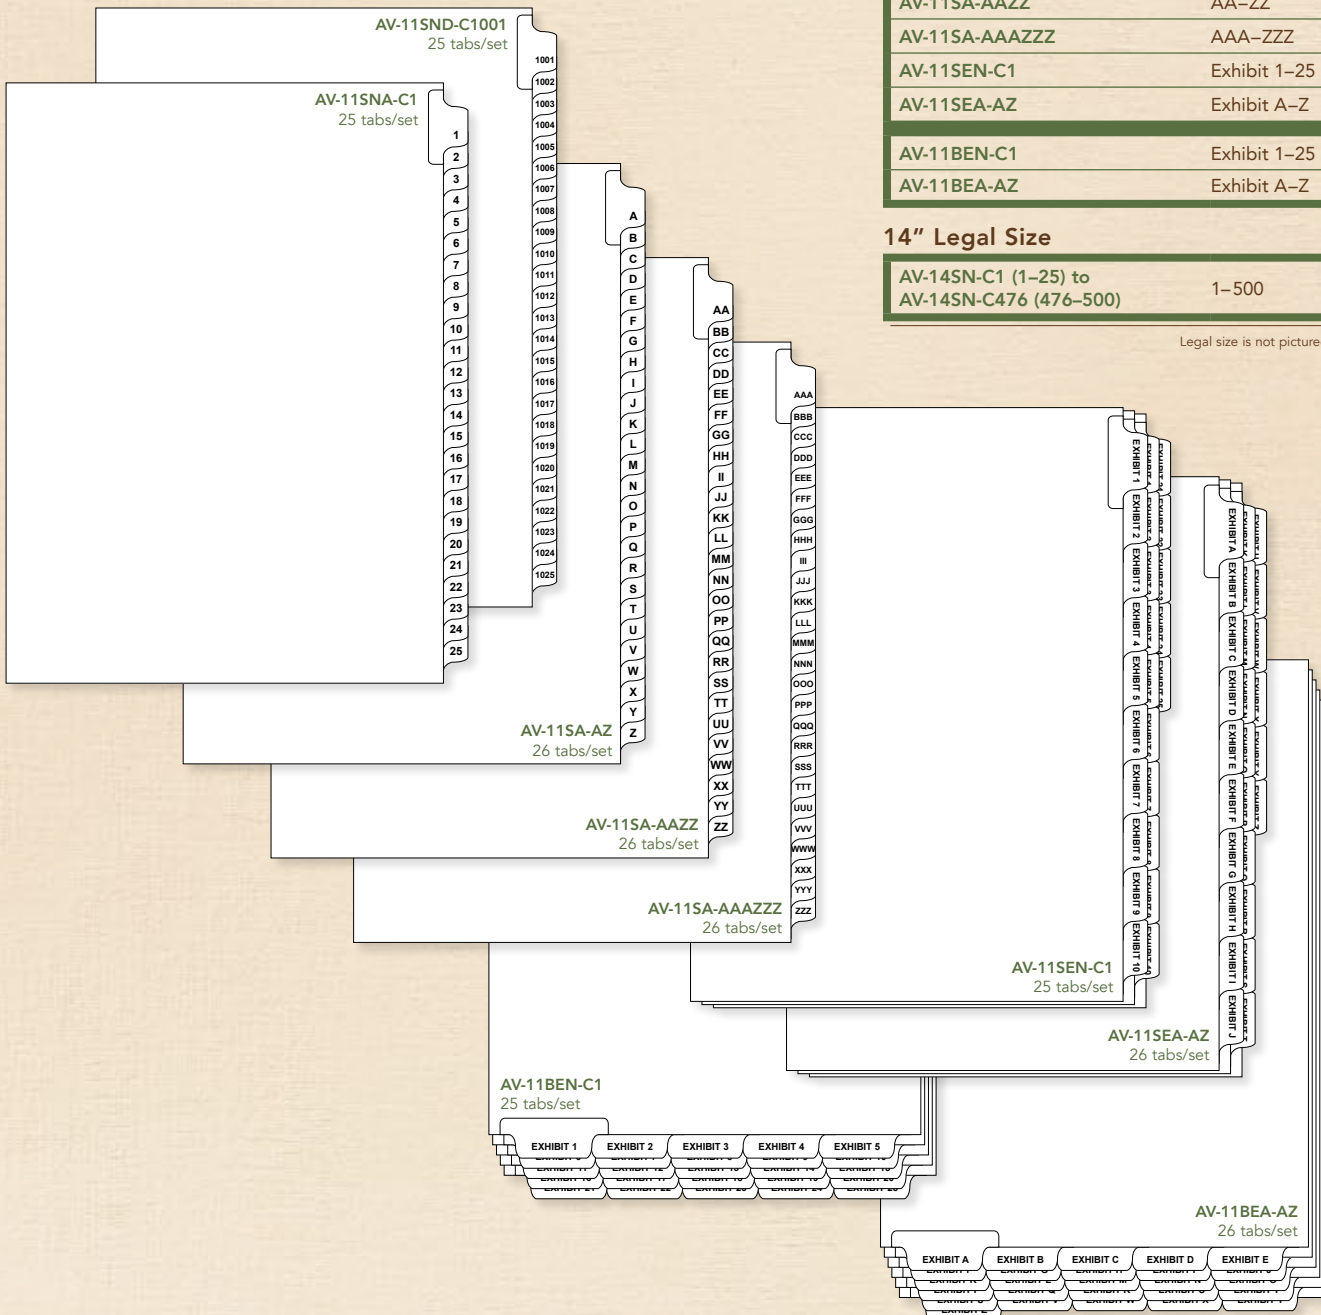 AV-11SND-C1001
25 tabs/set
1001
1002
1003
1004
1005
1006
1007
1008
1009
1010
1011
1012
1013
1014
1015
1016
1017
1018
1019
1020
1021
1022
1023
1024
1025
AV-11SNA-C1
25 tabs/set
1
2
3
4
5
6
7
8
9
10
11
12
13
14
15
16
17
18
19
20
21
22
23
24
25
A
B
C
D
E
F
G
H
I
J
K
L
M
N
O
P
Q
R
S
T
U
V
W
X
Y
Z
AV-11SA-AZ
26 tabs/set
AA
BB
CC
DD
EE
FF
GG
HH
II
JJ
KK
LL
MM
NN
OO
PP
QQ
RR
SS
TT
UU
VV
WW
XX
YY
ZZ
AV-11SA-AAZZ
26 tabs/set
AAA
BBB
CCC
DDD
EEE
FFF
GGG
HHH
III
JJJ
KKK
LLL
MMM
NNN
OOO
PPP
QQQ
RRR
SSS
TTT
UUU
VVV
WWW
XXX
YYY
ZZZ
AV-11SA-AAAZZZ
26 tabs/set
EXHIBIT 1
EXHIBIT 2
EXHIBIT 3
EXHIBIT 4
EXHIBIT 5
EXHIBIT 6
EXHIBIT 7
EXHIBIT 8
EXHIBIT 9
EXHIBIT 10
AV-11SEN-C1
25 tabs/set
EXHIBIT A
EXHIBIT B
EXHIBIT C
EXHIBIT D
EXHIBIT E
EXHIBIT F
EXHIBIT G
EXHIBIT H
EXHIBIT I
EXHIBIT J
AV-11SEA-AZ
26 tabs/set
AV-11BEN-C1
25 tabs/set
EXHIBIT 1 EXHIBIT 2 EXHIBIT 3 EXHIBIT 4 EXHIBIT 5
AV-11BEA-AZ
26 tabs/set
EXHIBIT A EXHIBIT B EXHIBIT C EXHIBIT D EXHIBIT E
AV-11SA-AAZZ AA–ZZ
AV-11SA-AAAZZZ AAA–ZZZ
AV-11SEN-C1 Exhibit 1–25
AV-11SEA-AZ Exhibit A–Z
AV-11BEN-C1 Exhibit 1–25
AV-11BEA-AZ Exhibit A–Z
14” Legal Size
AV-14SN-C1 (1–25) to
AV-14SN-C476 (476–500) 1–500
Legal size is not picture